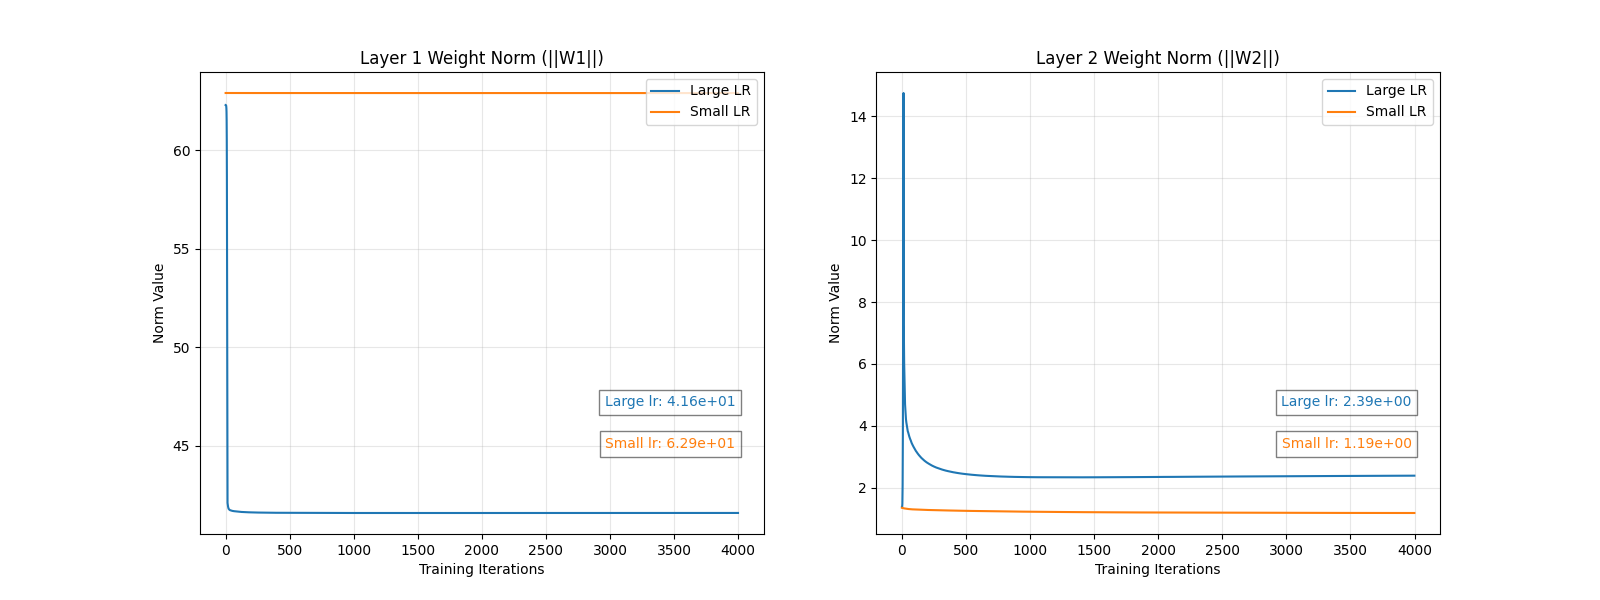 Layer 1 Weight Norm (||W1||)
Large LR
Small LR
60
55
50
45
Norm Value
Large lr: 4.16e+01
Small lr: 6.29e+01
0 500 1000 1500 2000 2500 3000 3500 4000
Training Iterations
Layer 2 Weight Norm (||W2||)
Large LR
Small LR
14
12
10
8
6
4
2
Norm Value
Large lr: 2.39e+00
Small lr: 1.19e+00
0 500 1000 1500 2000 2500 3000 3500 4000
Training Iterations